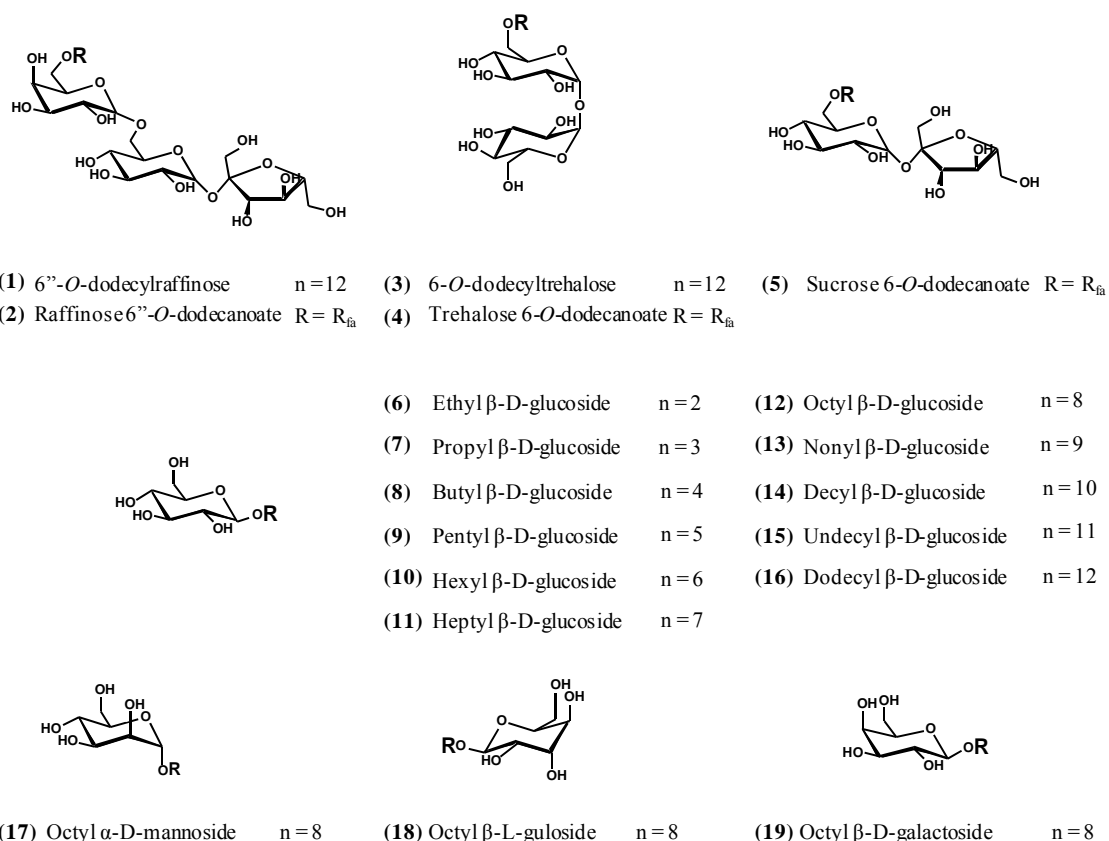 OH
OR
O
HO
OH
O
HO
HO
O
OH
O
OH
O
OH
HO
OH
OR
HO
HO
O
OH
O
OH
HO
HO
O
OH
OR
HO
HO
O
OH
O
OH
O
OH
HO
OH
(1) 6”-O-dodecylraffinose n=12
(2) Raffinose 6”-O-dodecanoate R= Rfa
(3) 6-O-dodecyltrehalose n=12
(4) Trehalose 6-O-dodecanoate R= Rfa
(5) Sucrose 6-O-dodecanoate R= Rfa
OH
HO
HO
O
OH
OR
(6) Ethyl β-D-glucoside n=2
(7) Propyl β-D-glucoside n=3
(8) Butyl β-D-glucoside n=4
(9) Pentyl β-D-glucoside n=5
(10) Hexyl β-D-glucoside n=6
(11) Heptyl β-D-glucoside n=7
(12) Octyl β-D-glucoside n=8
(13) Nonyl β-D-glucoside n=9
(14) Decyl β-D-glucoside n=10
(15) Undecyl β-D-glucoside n=11
(16) Dodecyl β-D-glucoside n=12
OH
OH
O
HO
HO
OR
OH
OH
O
RO
HO
OH
OH
OH
O
HO
OH
OR
(17) Octyl α-D-mannoside n=8
(18) Octyl β-L-guloside n=8
(19) Octyl β-D-galactoside n=8